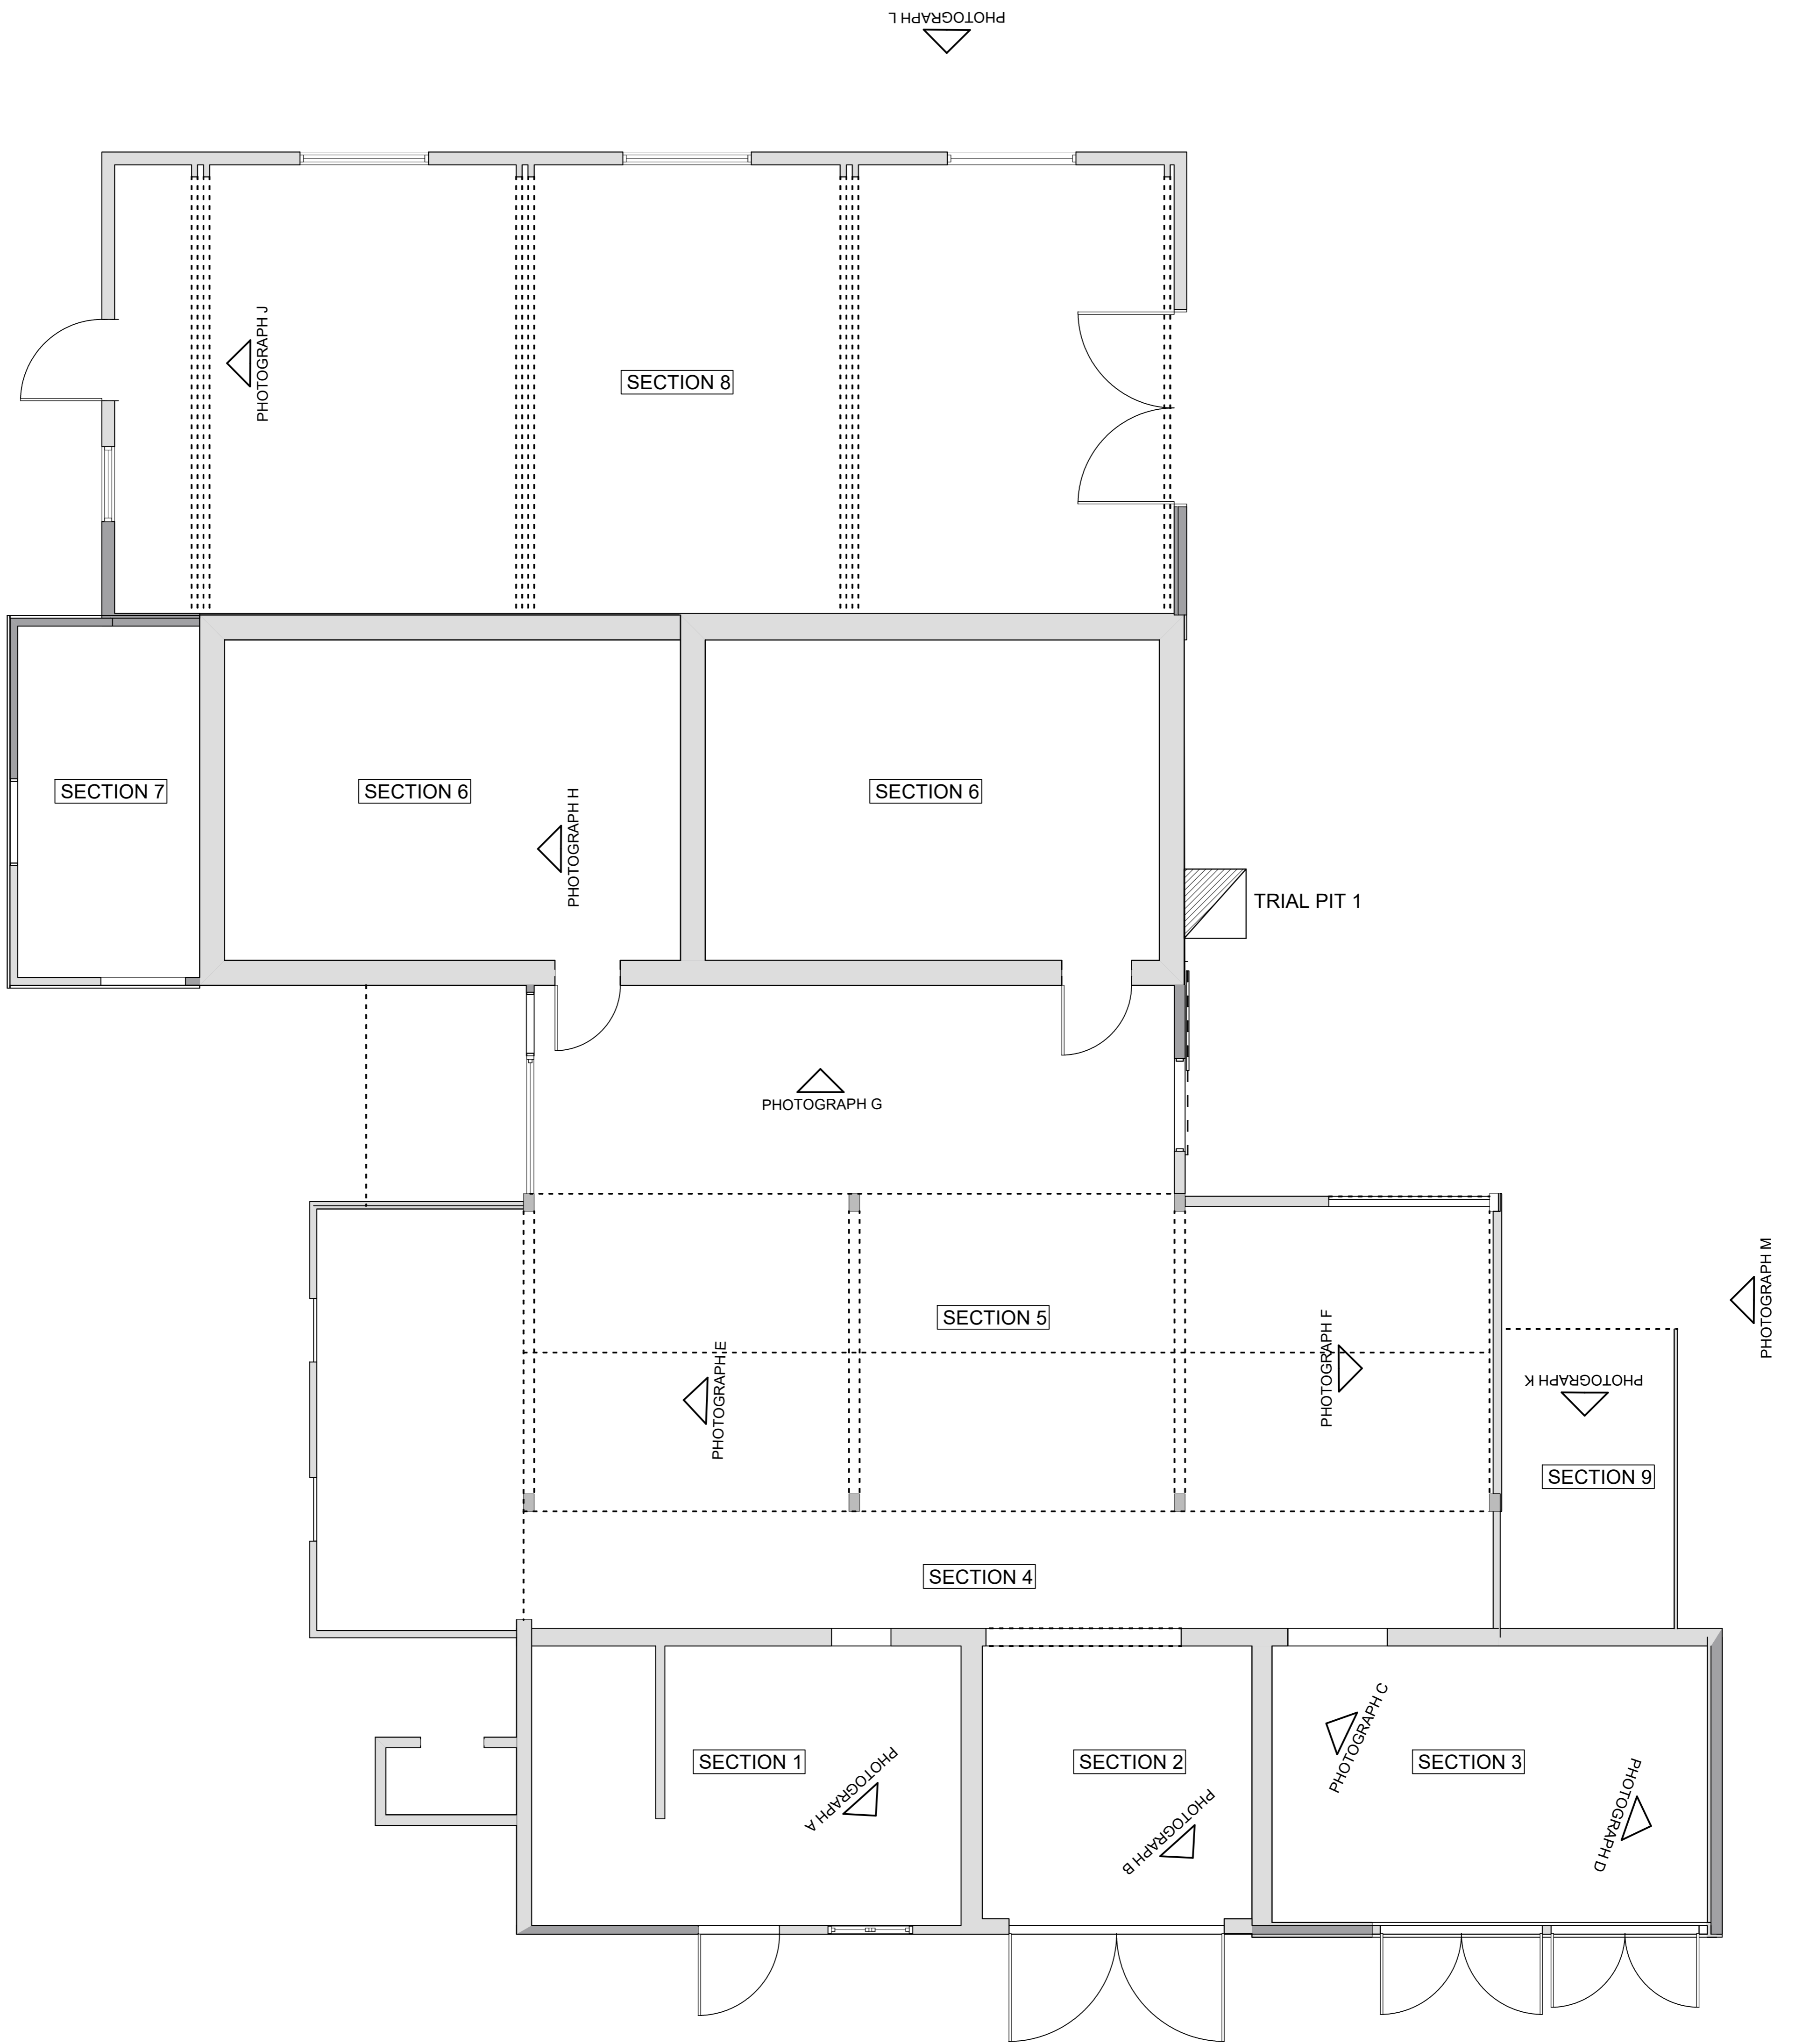 PHOTOGRAPH L
PHOTOGRAPH J
SECTION 8
SECTION 7
SECTION 6
PHOTOGRAPH H
SECTION 6
TRIAL PIT 1
PHOTOGRAPH G
SECTION 5
PHOTOGRAPH E
PHOTOGRAPH F
PHOTOGRAPH M
PHOTOGRAPH K
SECTION 9
SECTION 4
SECTION 1
PHOTOGRAPH A
SECTION 2
PHOTOGRAPH B
PHOTOGRAPH C
SECTION 3
PHOTOGRAPH D